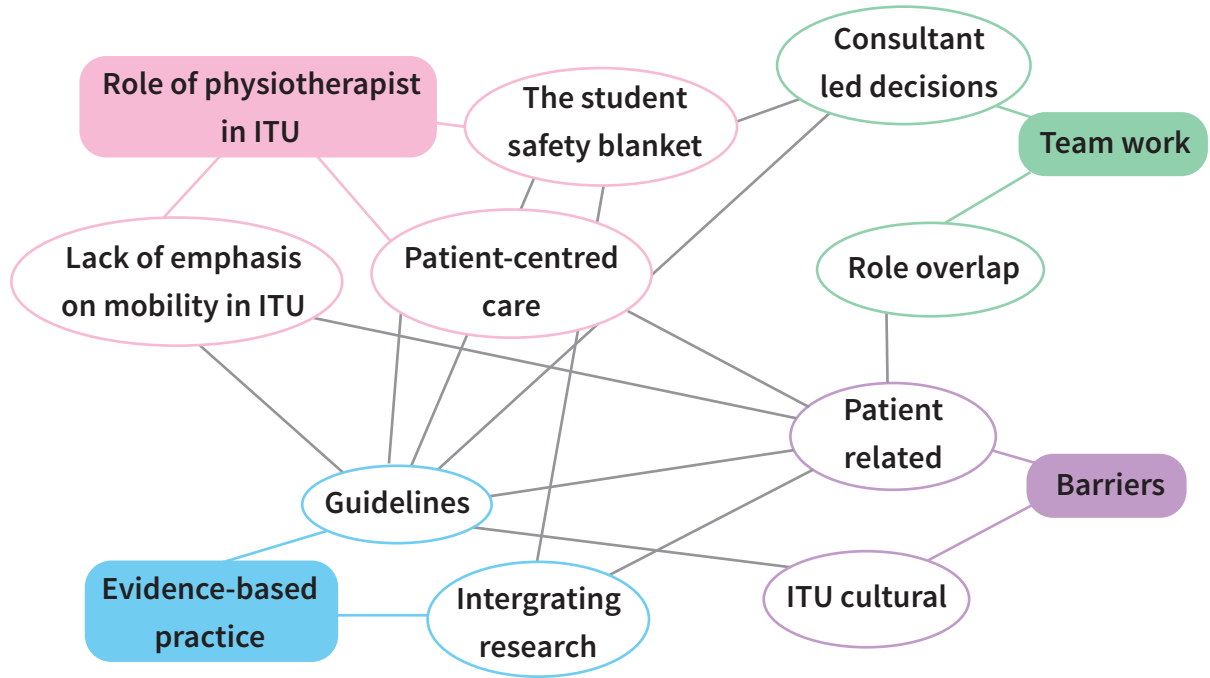 Consultant
led decisions
Role of physiotherapist
in ITU
The student
safety blanket
Team work
Lack of emphasis
on mobility in ITU
Patient-centred
care
Role overlap
Patient
related
Guidelines
Barriers
Evidence-based
practice
Intergrating
research
ITU cultural